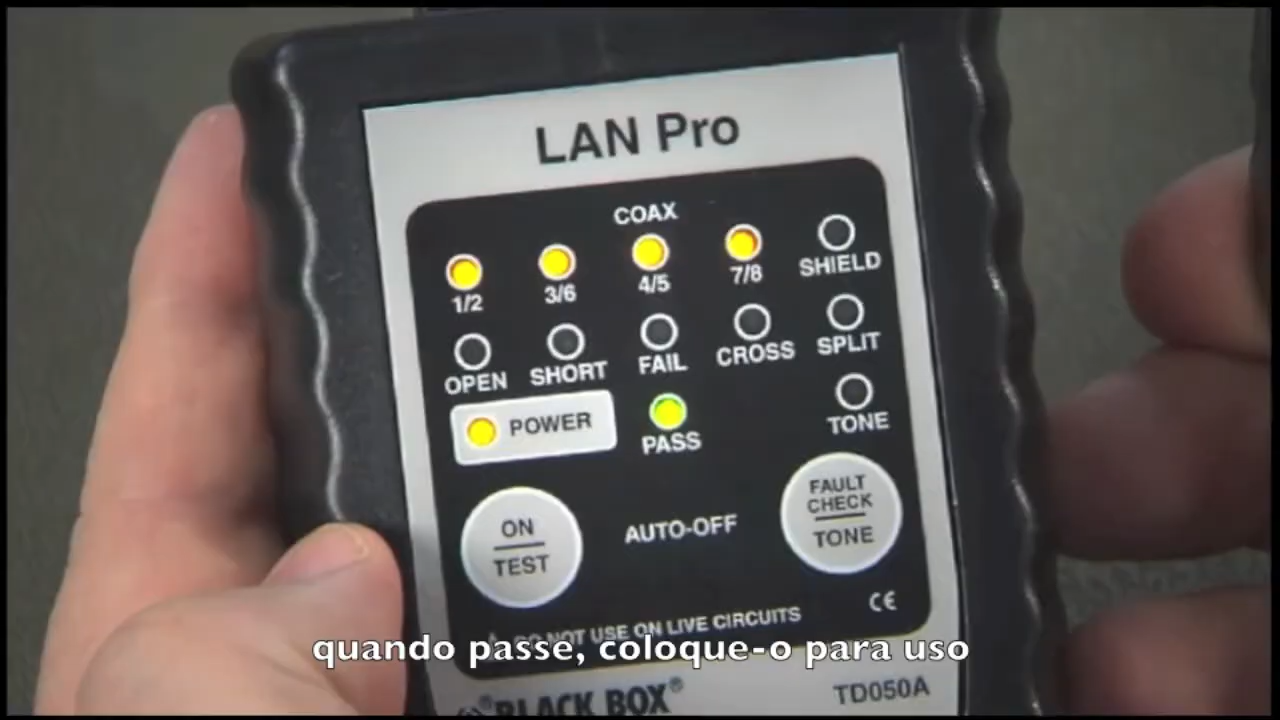 LAN Pro
COAX
1/2 3/6 4/5 7/8 SHIELD
OPEN SHORT FAIL CROSS SPLIT
POWER PASS TONE
ON
TEST
AUTO-OFF
FAULT
CHECK
TONE
CE
DO NOT USE ON LIVE CIRCUITS
quando passe, coloque-o para uso
®BLACK BOX®
TD050A